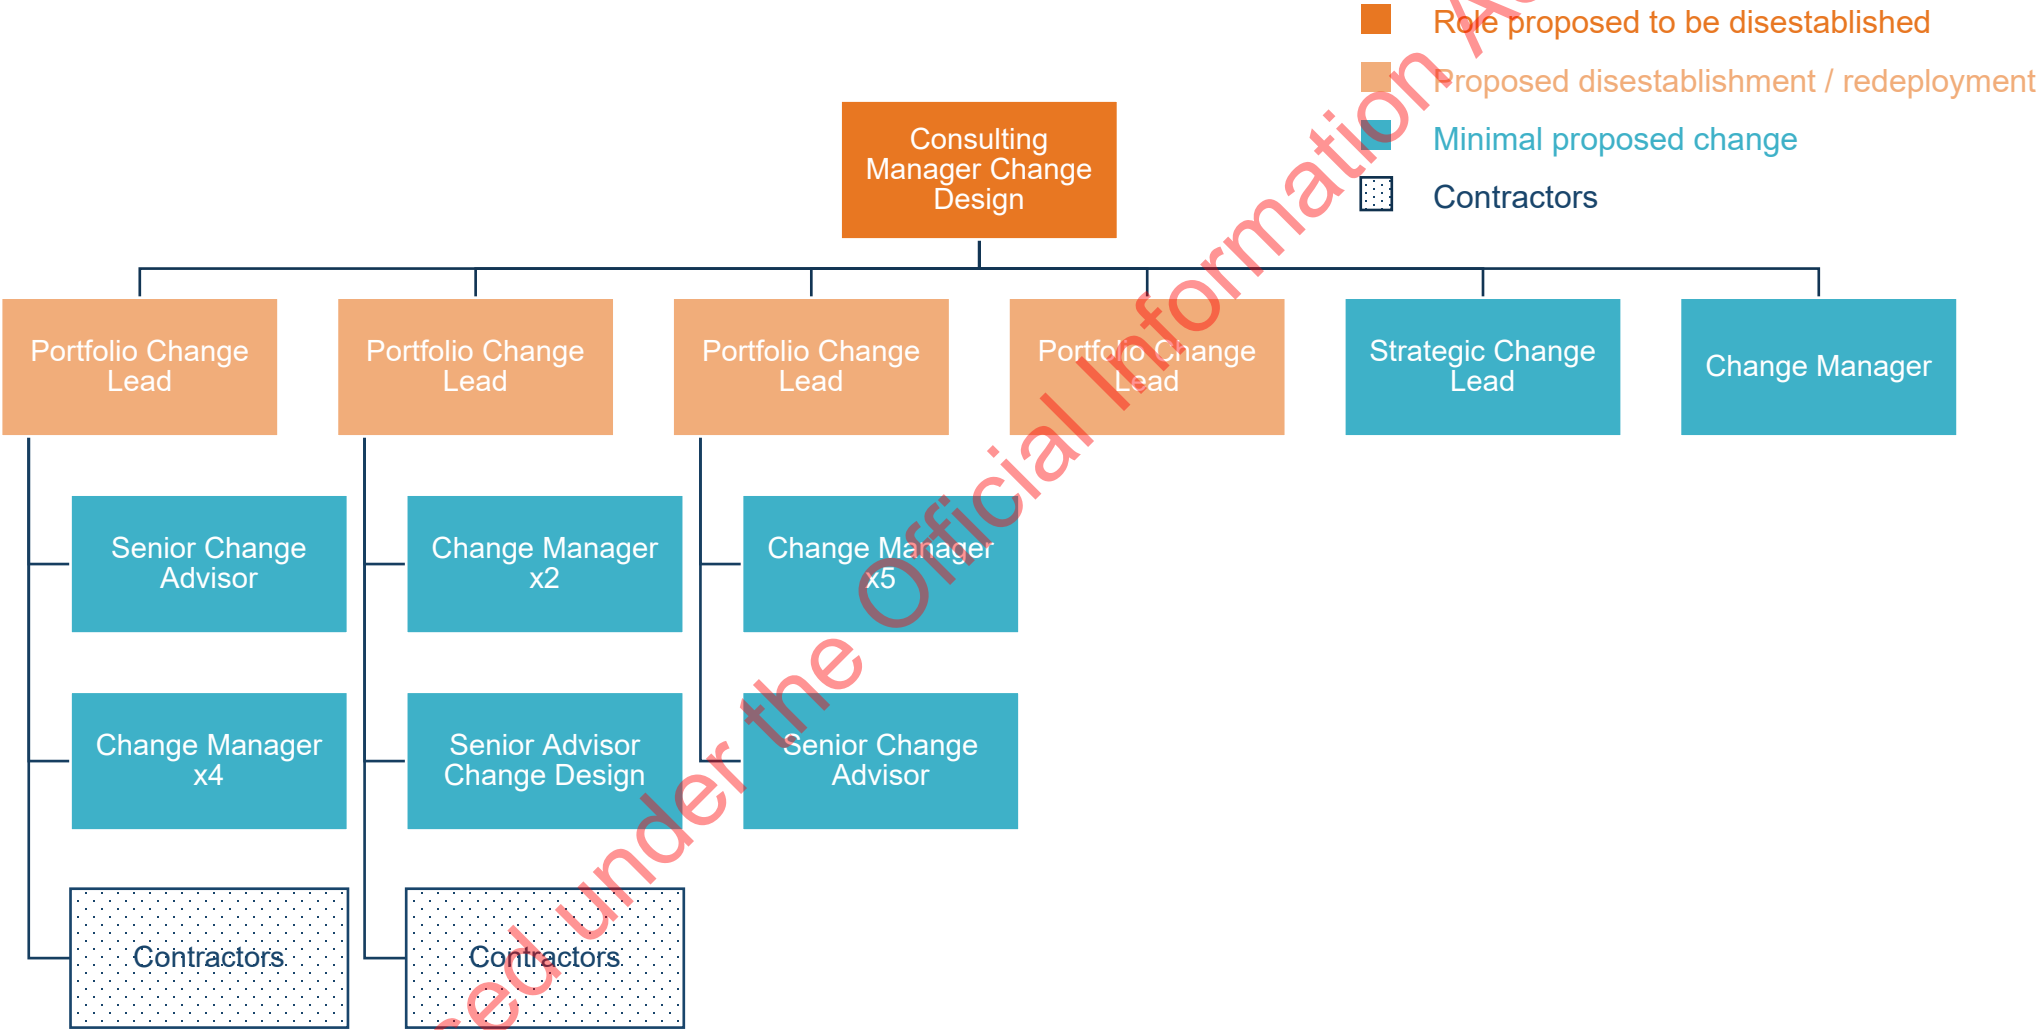 Role proposed to be disestablished
Proposed disestablishment / redeployment
Minimal proposed change
Contractors
Consulting
Manager Change
Design
Portfolio Change
Lead
Portfolio Change
Lead
Portfolio Change
Lead
Portfolio Change
Lead
Strategic Change
Lead
Change Manager
Senior Change
Advisor
Change Manager
x4
Contractors
Change Manager
x2
Senior Advisor
Change Design
Contractors
Change Manager
x5
Senior Change
Advisor
under the Official Information